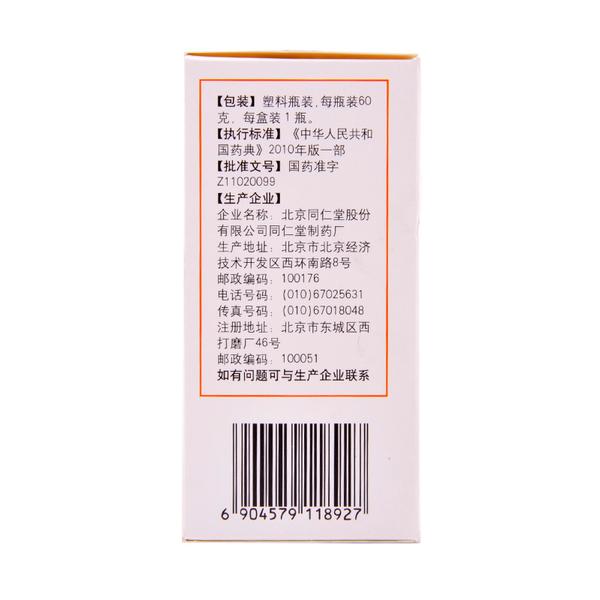 【包装】塑料瓶装,每瓶装60
克,每盒装1瓶。
【执行标准】《中华人民共和
国药典》2010年版一部
【批准文号】国药准字
Z11020099
【生产企业】
企业名称：北京同仁堂股份
有限公司同仁堂制药厂
生产地址：北京市北京经济
技术开发区西环南路8号
邮政编码：100176
电话号码：(010)67025631
传真号码：(010)67018048
注册地址：北京市东城区西
打磨厂46号
邮政编码：100051
如有问题可与生产企业联系
6 904579 118927